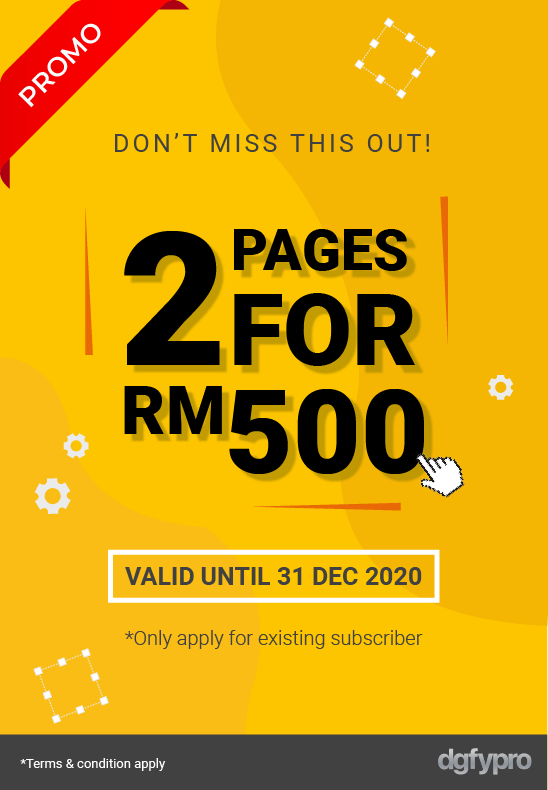 PROMO
DON'T MISS THIS OUT!
2 PAGES
FOR
RM500
VALID UNTIL 31 DEC 2020
*Only apply for existing subscriber
*Terms & condition apply
dgfypro